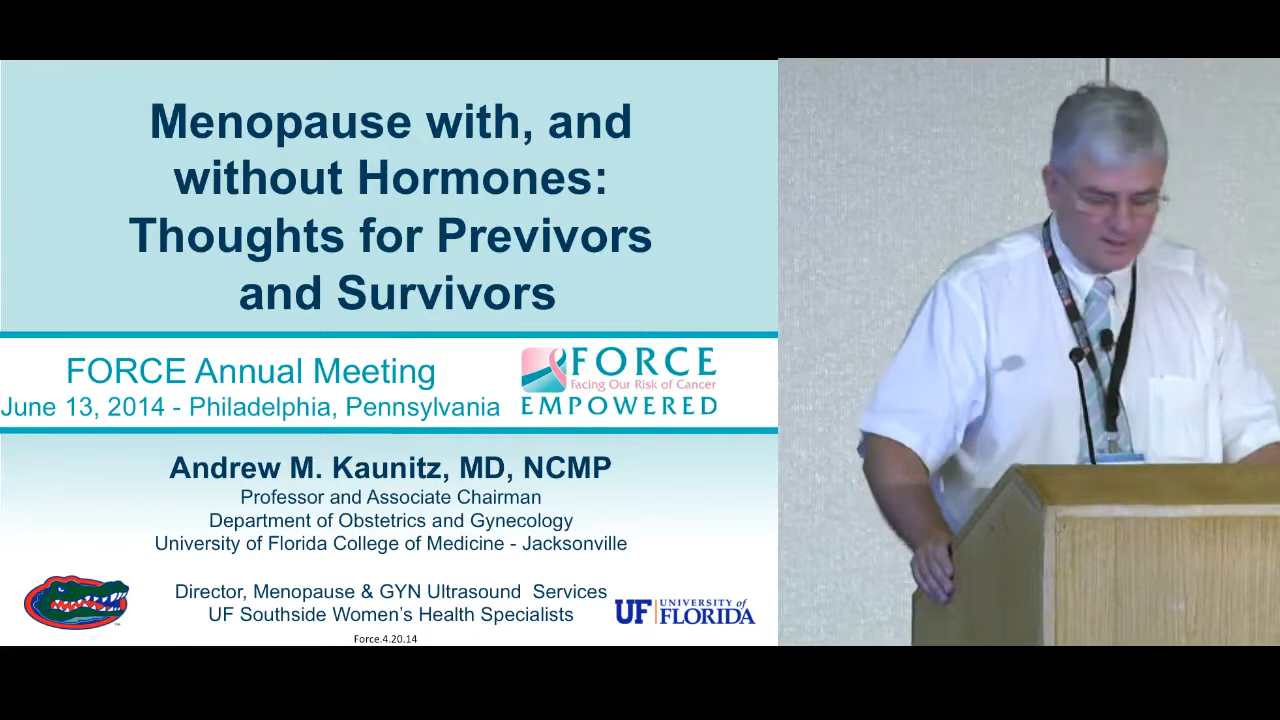 Menopause with, and
without Hormones:
Thoughts for Previvors
and Survivors
FORCE Annual Meeting
June 13, 2014 - Philadelphia, Pennsylvania
FORCE
Facing Our Risk of Cancer
EMPOWERED
Andrew M. Kaunitz, MD, NCMP
Professor and Associate Chairman
Department of Obstetrics and Gynecology
University of Florida College of Medicine - Jacksonville
Director, Menopause & GYN Ultrasound  Services
UF Southside Women’s Health Specialists
UF UNIVERSITY of
FLORIDA
Force.4.20.14